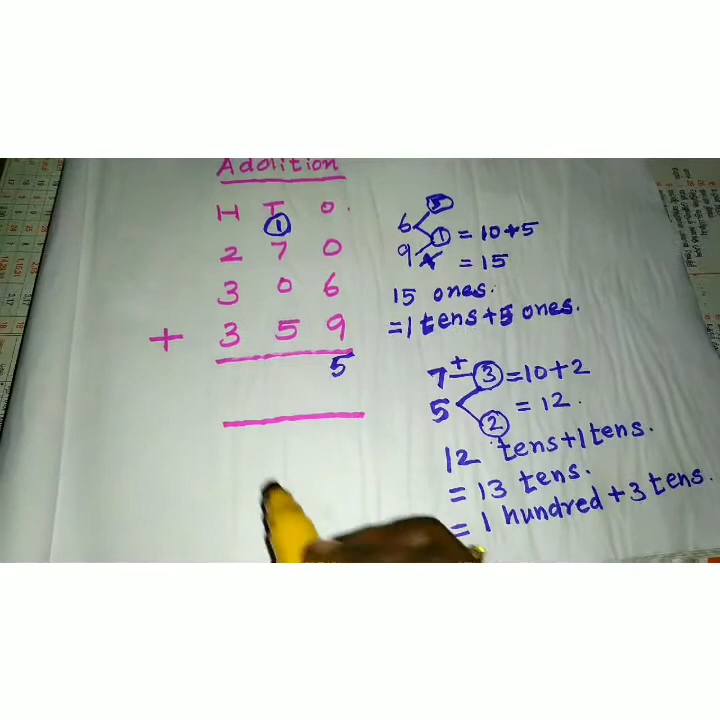 Addition
H T O.
1
2 7 0
3 0 6
+ 3 5 9
5
6 5
9 1 = 10+5
= 15
15 ones.
= 1 tens + 5 ones.
7 + 3 = 10+2
5 2 = 12.
12 tens + 1 tens.
= 13 tens.
= 1 hundred + 3 tens.